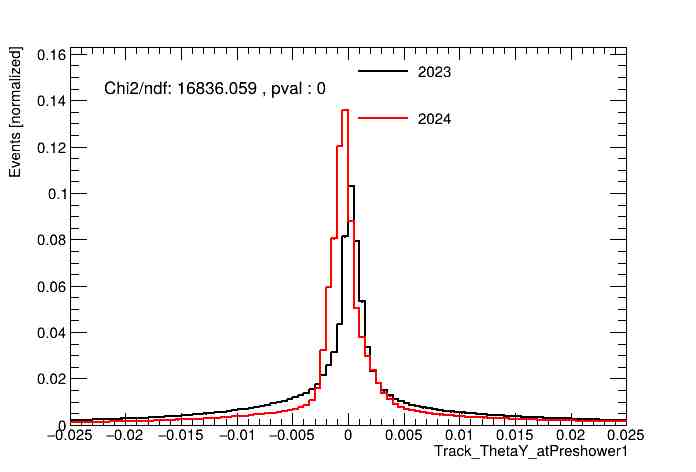 Events [normalized]
0.16
0.14
0.12
0.1
0.08
0.06
0.04
0.02
0
Chi2/ndf: 16836.059 , pval : 0
2023
2024
−0.025 −0.02 −0.015 −0.01 −0.005 0 0.005 0.01 0.015 0.02 0.025
Track_ThetaY_atPreshower1